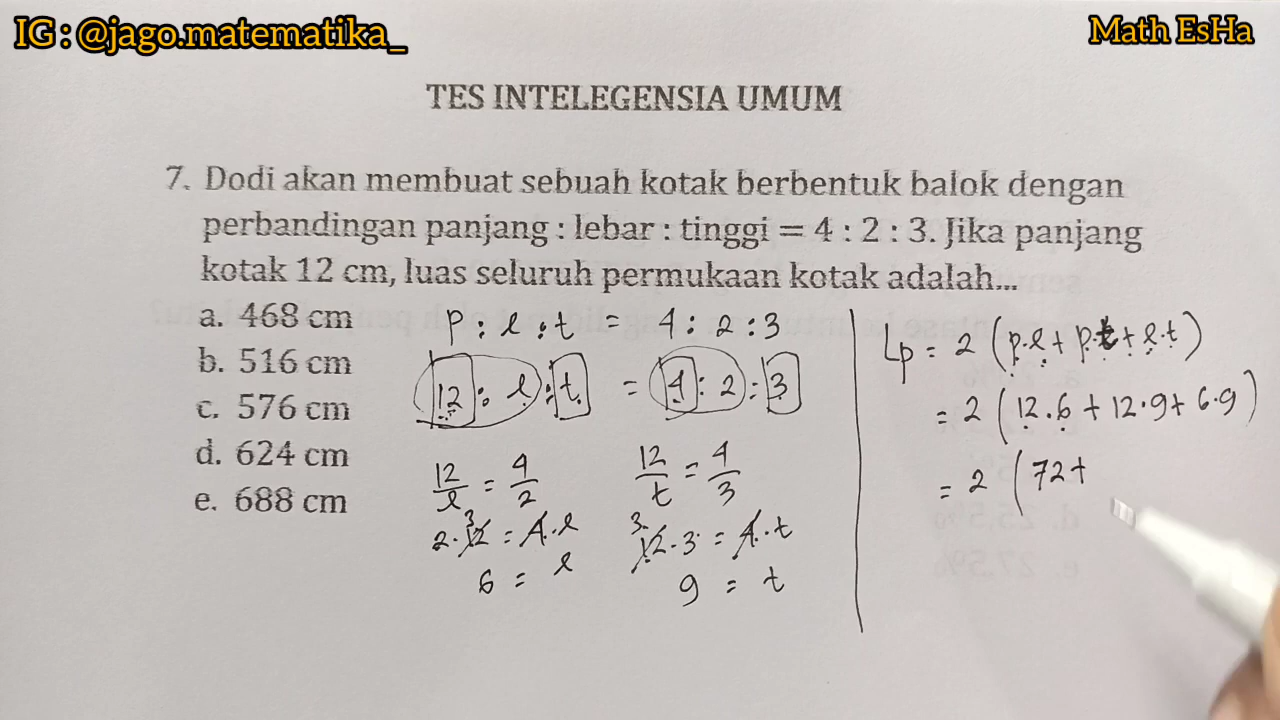 IG : @jago.matematika_
Math EsHa
TES INTELEGENSIA UMUM
7. Dodi akan membuat sebuah kotak berbentuk balok dengan
perbandingan panjang : lebar : tinggi = 4 : 2 : 3. Jika panjang
kotak 12 cm, luas seluruh permukaan kotak adalah...
a. 468 cm
b. 516 cm
c. 576 cm
d. 624 cm
e. 688 cm
p : l : t = 4 : 2 : 3
12 : l : t = 4 : 2 : 3
12/l = 4/2
2 . 12 3 = 4 . l
6 = l
12/t = 4/3
3 12 . 3 = 4 . t
9 = t
Lp = 2 (p.l + p.t + l.t)
= 2 (12.6 + 12.9 + 6.9)
= 2 (72 +